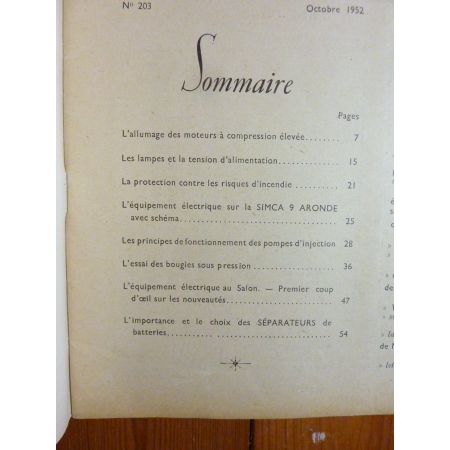 N° 203 Octobre 1952
Sommaire
Pages
L'allumage des moteurs à compression élevée........ 7
Les lampes et la tension d'alimentation............ 15
La protection contre les risques d'incendie ........ 21
L'équipement électrique sur la SIMCA 9 ARONDE
avec schéma.................................... 25
Les principes de fonctionnement des pompes d'injection 28
L'essai des bougies sous pression .................. 36
L'équipement électrique au Salon. — Premier coup
d'œil sur les nouveautés........................ 47
L'importance et le choix des SÉPARATEURS de
batteries........... .......................... 54